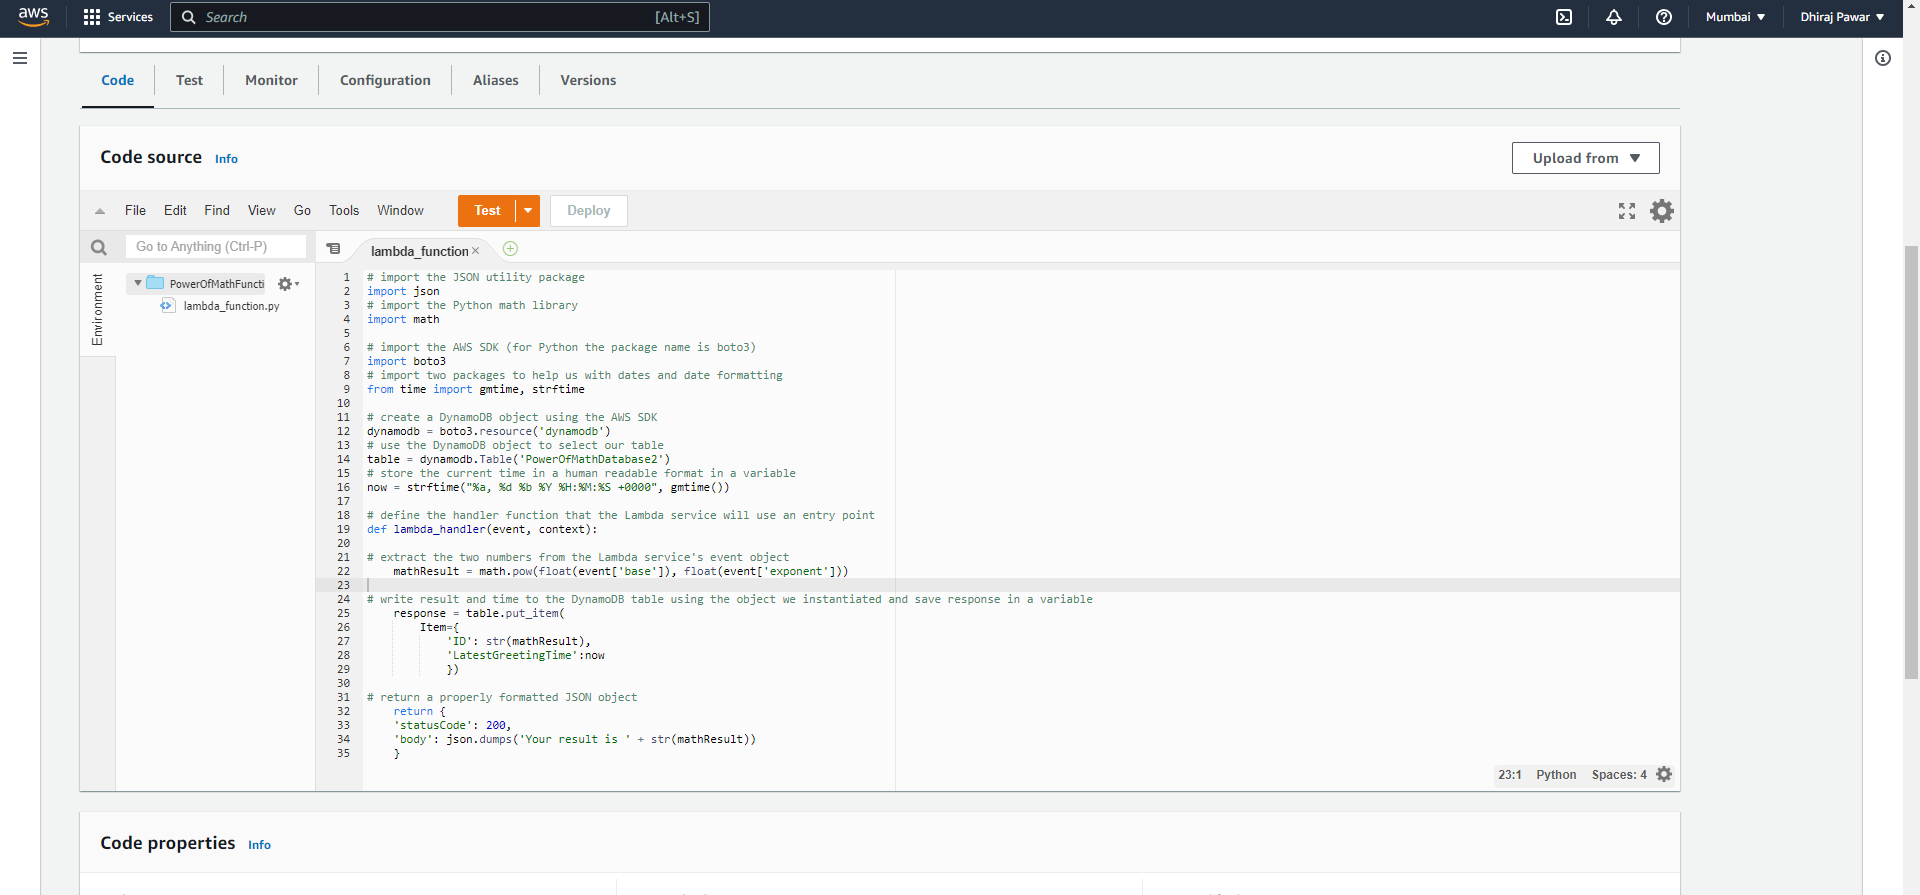 aws Services Search [Alt+S] Mumbai Dhiraj Pawar
Code Test Monitor Configuration Aliases Versions
Code source Info
Upload from
File Edit Find View Go Tools Window Test Deploy
Go to Anything (Ctrl-P)
lambda_function
Environment
PowerOfMathFuncti
lambda_function.py
1 # import the JSON utility package
2 import json
3 # import the Python math library
4 import math
5
6 # import the AWS SDK (for Python the package name is boto3)
7 import boto3
8 # import two packages to help us with dates and date formatting
9 from time import gmtime, strftime
10
11 # create a DynamoDB object using the AWS SDK
12 dynamodb = boto3.resource('dynamodb')
13 # use the DynamoDB object to select our table
14 table = dynamodb.Table('PowerOfMathDatabase2')
15 # store the current time in a human readable format in a variable
16 now = strftime("%a, %d %b %Y %H:%M:%S +0000", gmtime())
17
18 # define the handler function that the Lambda service will use an entry point
19 def lambda_handler(event, context):
20
21 # extract the two numbers from the Lambda service's event object
22     mathResult = math.pow(float(event['base']), float(event['exponent']))
23
24 # write result and time to the DynamoDB table using the object we instantiated and save response in a variable
25     response = table.put_item(
26         Item={
27             'ID': str(mathResult),
28             'LatestGreetingTime':now
29             })
30
31 # return a properly formatted JSON object
32     return {
33     'statusCode': 200,
34     'body': json.dumps('Your result is ' + str(mathResult))
35     }
23:1 Python Spaces: 4
Code properties Info